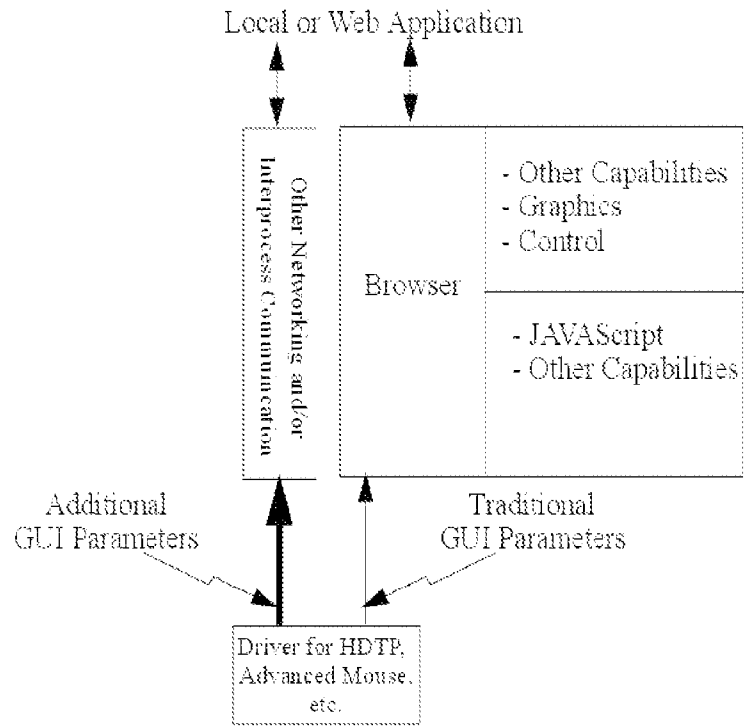 Local or Web Application
Other Networking and/or
Interprocess Communincation
Browser
- Other Capabilities
- Graphics
- Control
- JAVAScript
- Other Capabilities
Additional
GUI Parameters
Traditional
GUI Parameters
Driver for HDTP,
Advanced Mouse,
etc.